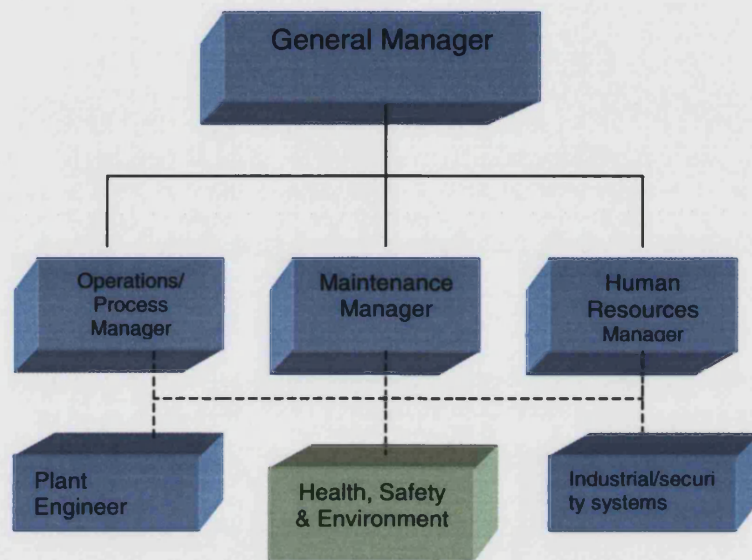 General Manager
Operations/
Process
Manager
Maintenance
Manager
Human
Resources
Manager
Plant
Engineer
Health, Safety
& Environment
Industrial/securi
ty systems